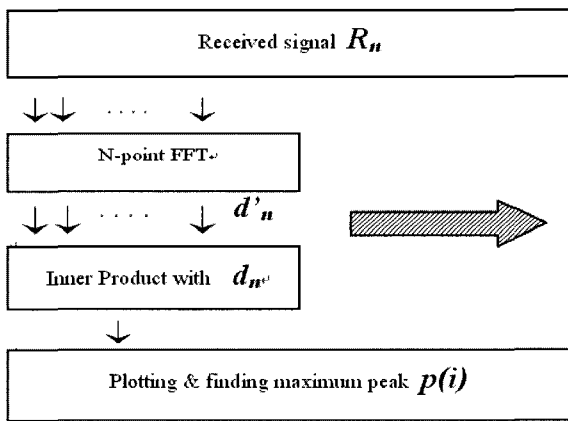 Received signal R_n
. . . .
N-point FFT↵
. . . .
d'_n
Inner Product with d_n↵
Plotting & finding maximum peak p(i)